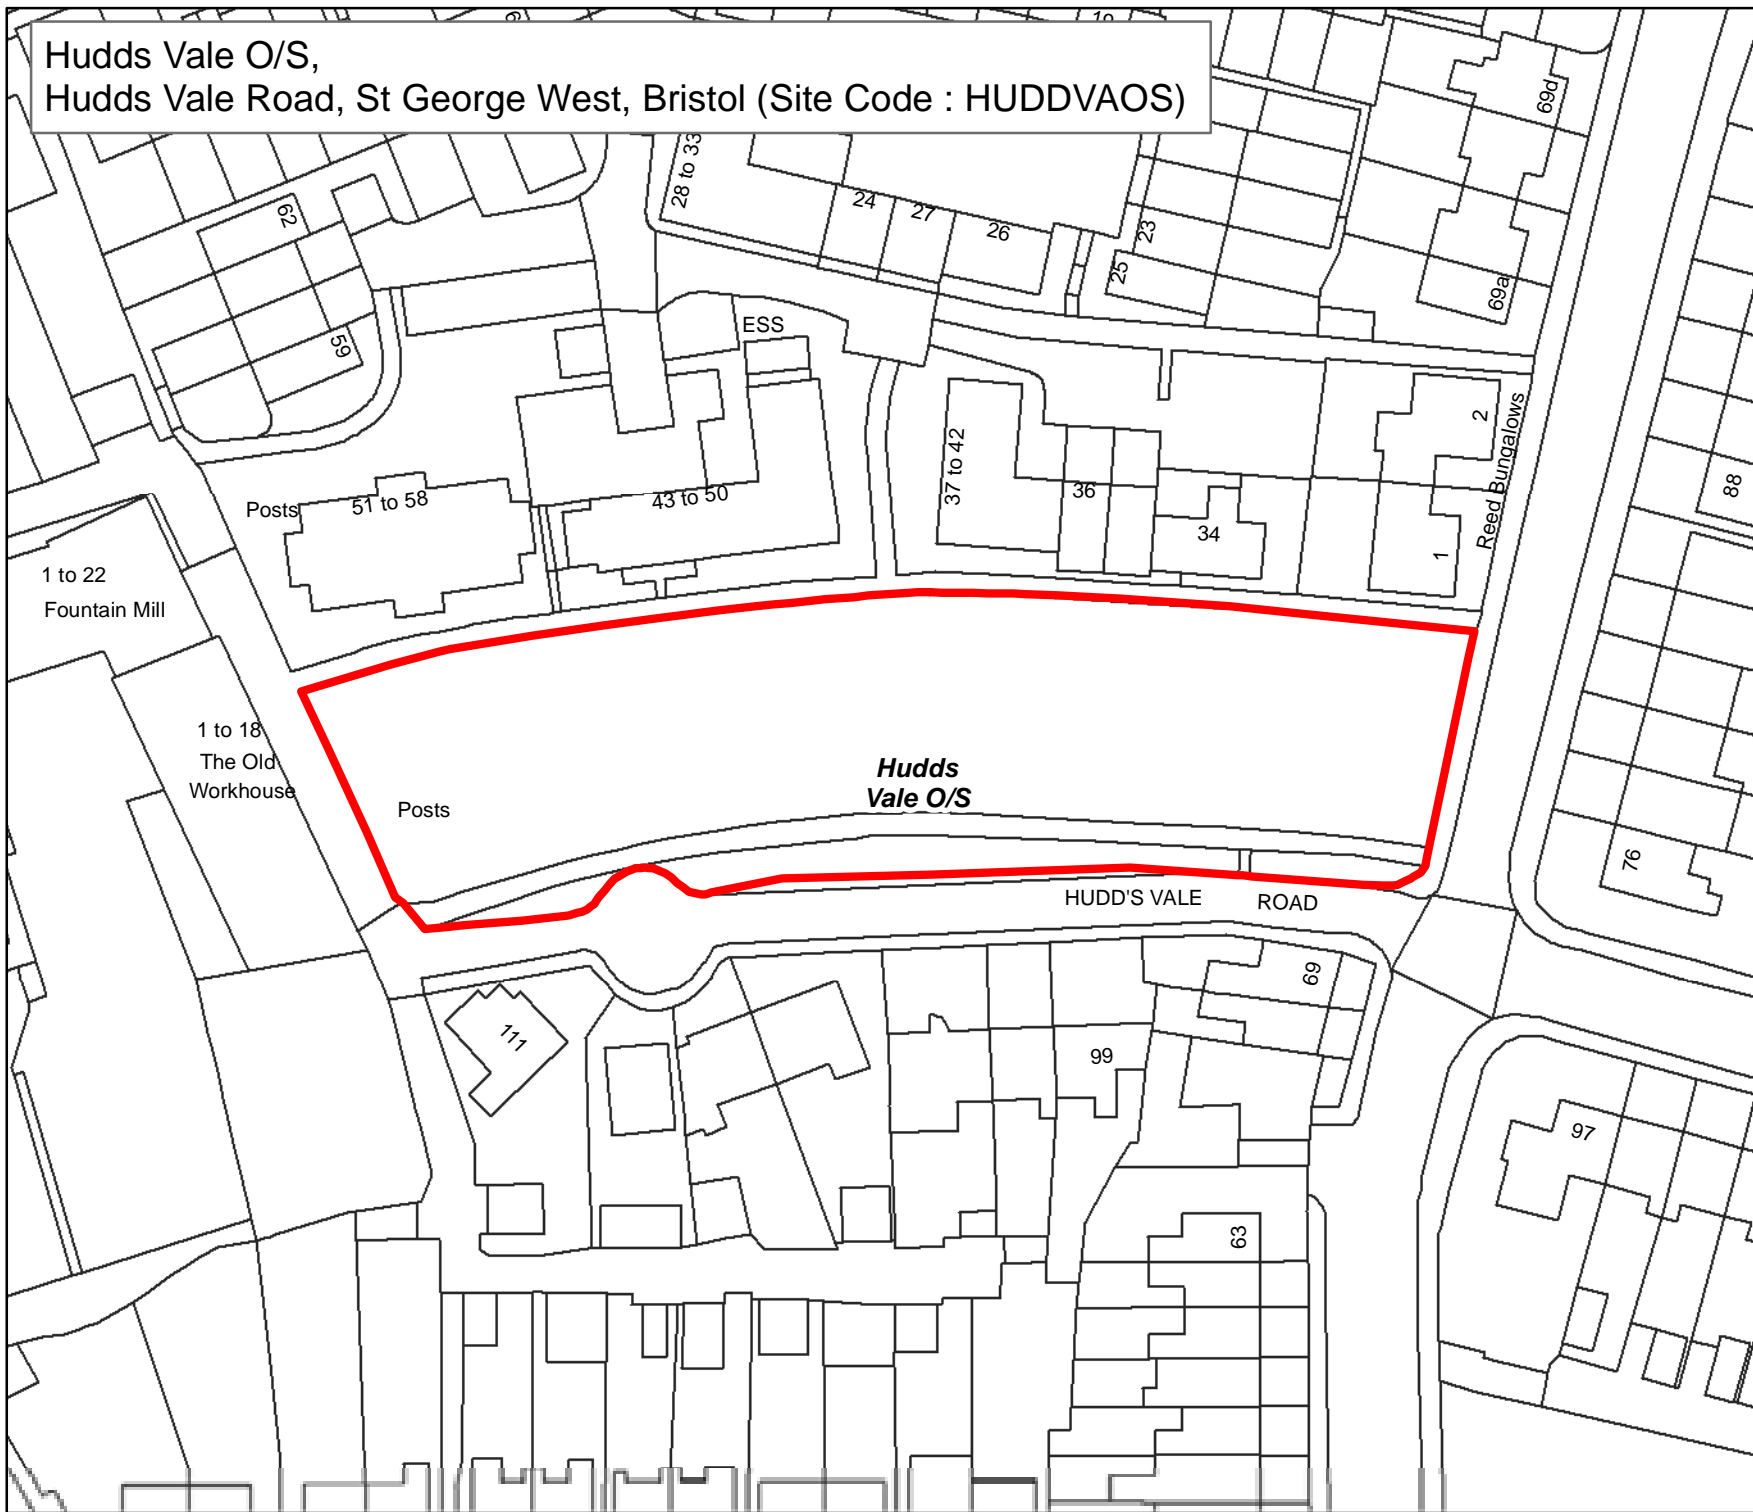 Hudds Vale O/S,
Hudds Vale Road, St George West, Bristol (Site Code : HUDDVAOS)
69d
28 to 33
62
24
27
26
23
25
69a
59
ESS
2
Reed Bungalows
37 to 42
88
Posts
51 to 58
43 to 50
36
34
1
1 to 22
Fountain Mill
1 to 18
The Old
Workhouse
Hudds
Vale O/S
Posts
76
HUDD'S VALE ROAD
69
111
99
97
63